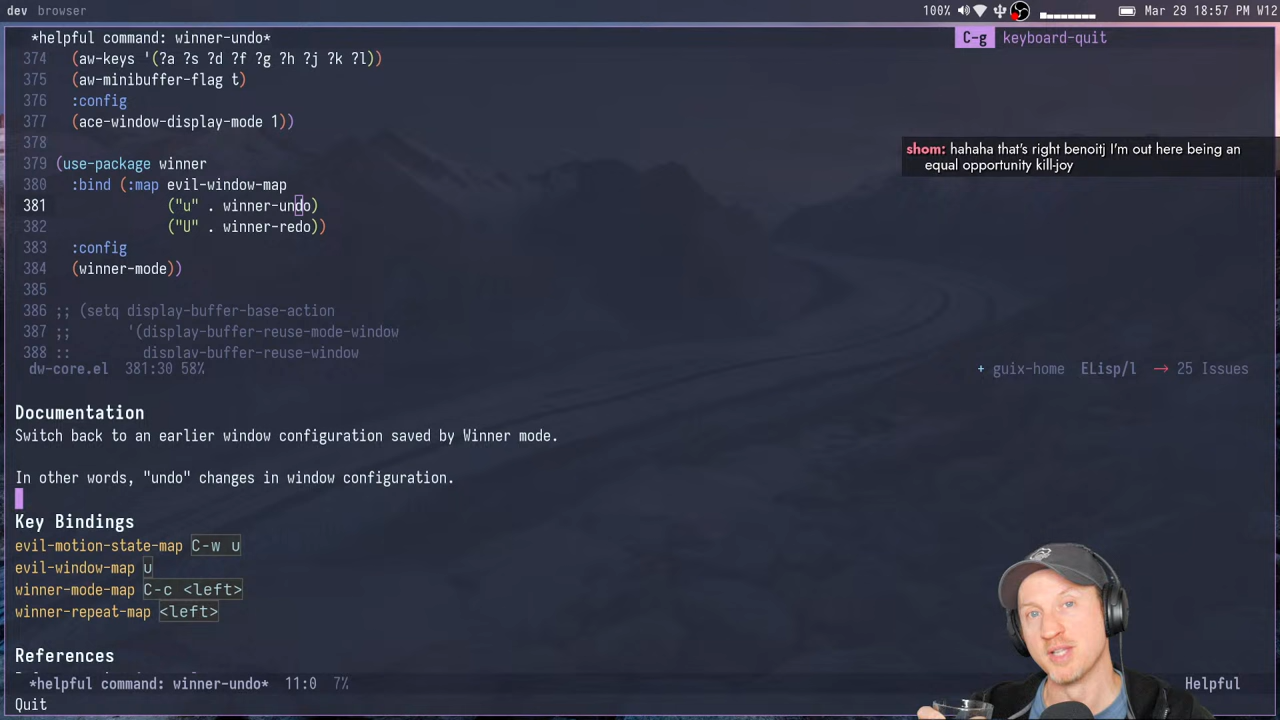 dev browser
100% Mar 29 18:57 PM W12
*helpful command: winner-undo*
C-g keyboard-quit
374 (aw-keys '(?a ?s ?d ?f ?g ?h ?j ?k ?l))
375 (aw-minibuffer-flag t)
376 :config
377 (ace-window-display-mode 1))
378
379 (use-package winner
380 :bind (:map evil-window-map
381 ("u" . winner-undo)
382 ("U" . winner-redo))
383 :config
384 (winner-mode))
385
386 ;; (setq display-buffer-base-action
387 ;; '(display-buffer-reuse-mode-window
388 ;; display-buffer-reuse-window
shom: hahaha that's right benoitj I'm out here being an
equal opportunity kill-joy
dw-core.el 381:30 58% + guix-home ELisp/l → 25 Issues
Documentation
Switch back to an earlier window configuration saved by Winner mode.
In other words, "undo" changes in window configuration.
Key Bindings
evil-motion-state-map C-w u
evil-window-map u
winner-mode-map C-c <left>
winner-repeat-map <left>
References
*helpful command: winner-undo* 11:0 7% Helpful
Quit